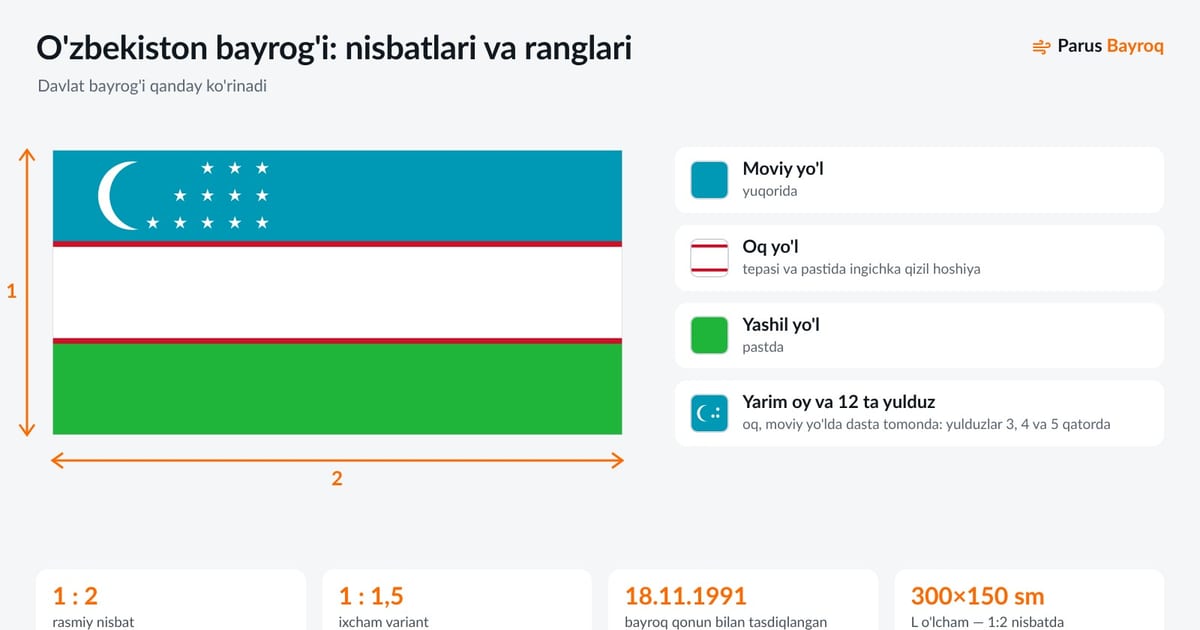 O'zbekiston bayrog'i: nisbatlari va ranglari
Parus Bayroq
Davlat bayrog'i qanday ko'rinadi
Moviy yo'l
yuqorida
Oq yo'l
tepasi va pastida ingichka qizil hoshiya
Yashil yo'l
pastda
Yarim oy va 12 ta yulduz
oq, moviy yo'lda dasta tomonda: yulduzlar 3, 4 va 5 qatorda
1
2
1 : 2
rasmiy nisbat
1 : 1,5
ixcham variant
18.11.1991
bayroq qonun bilan tasdiqlangan
300×150 sm
L o'lcham — 1:2 nisbatda